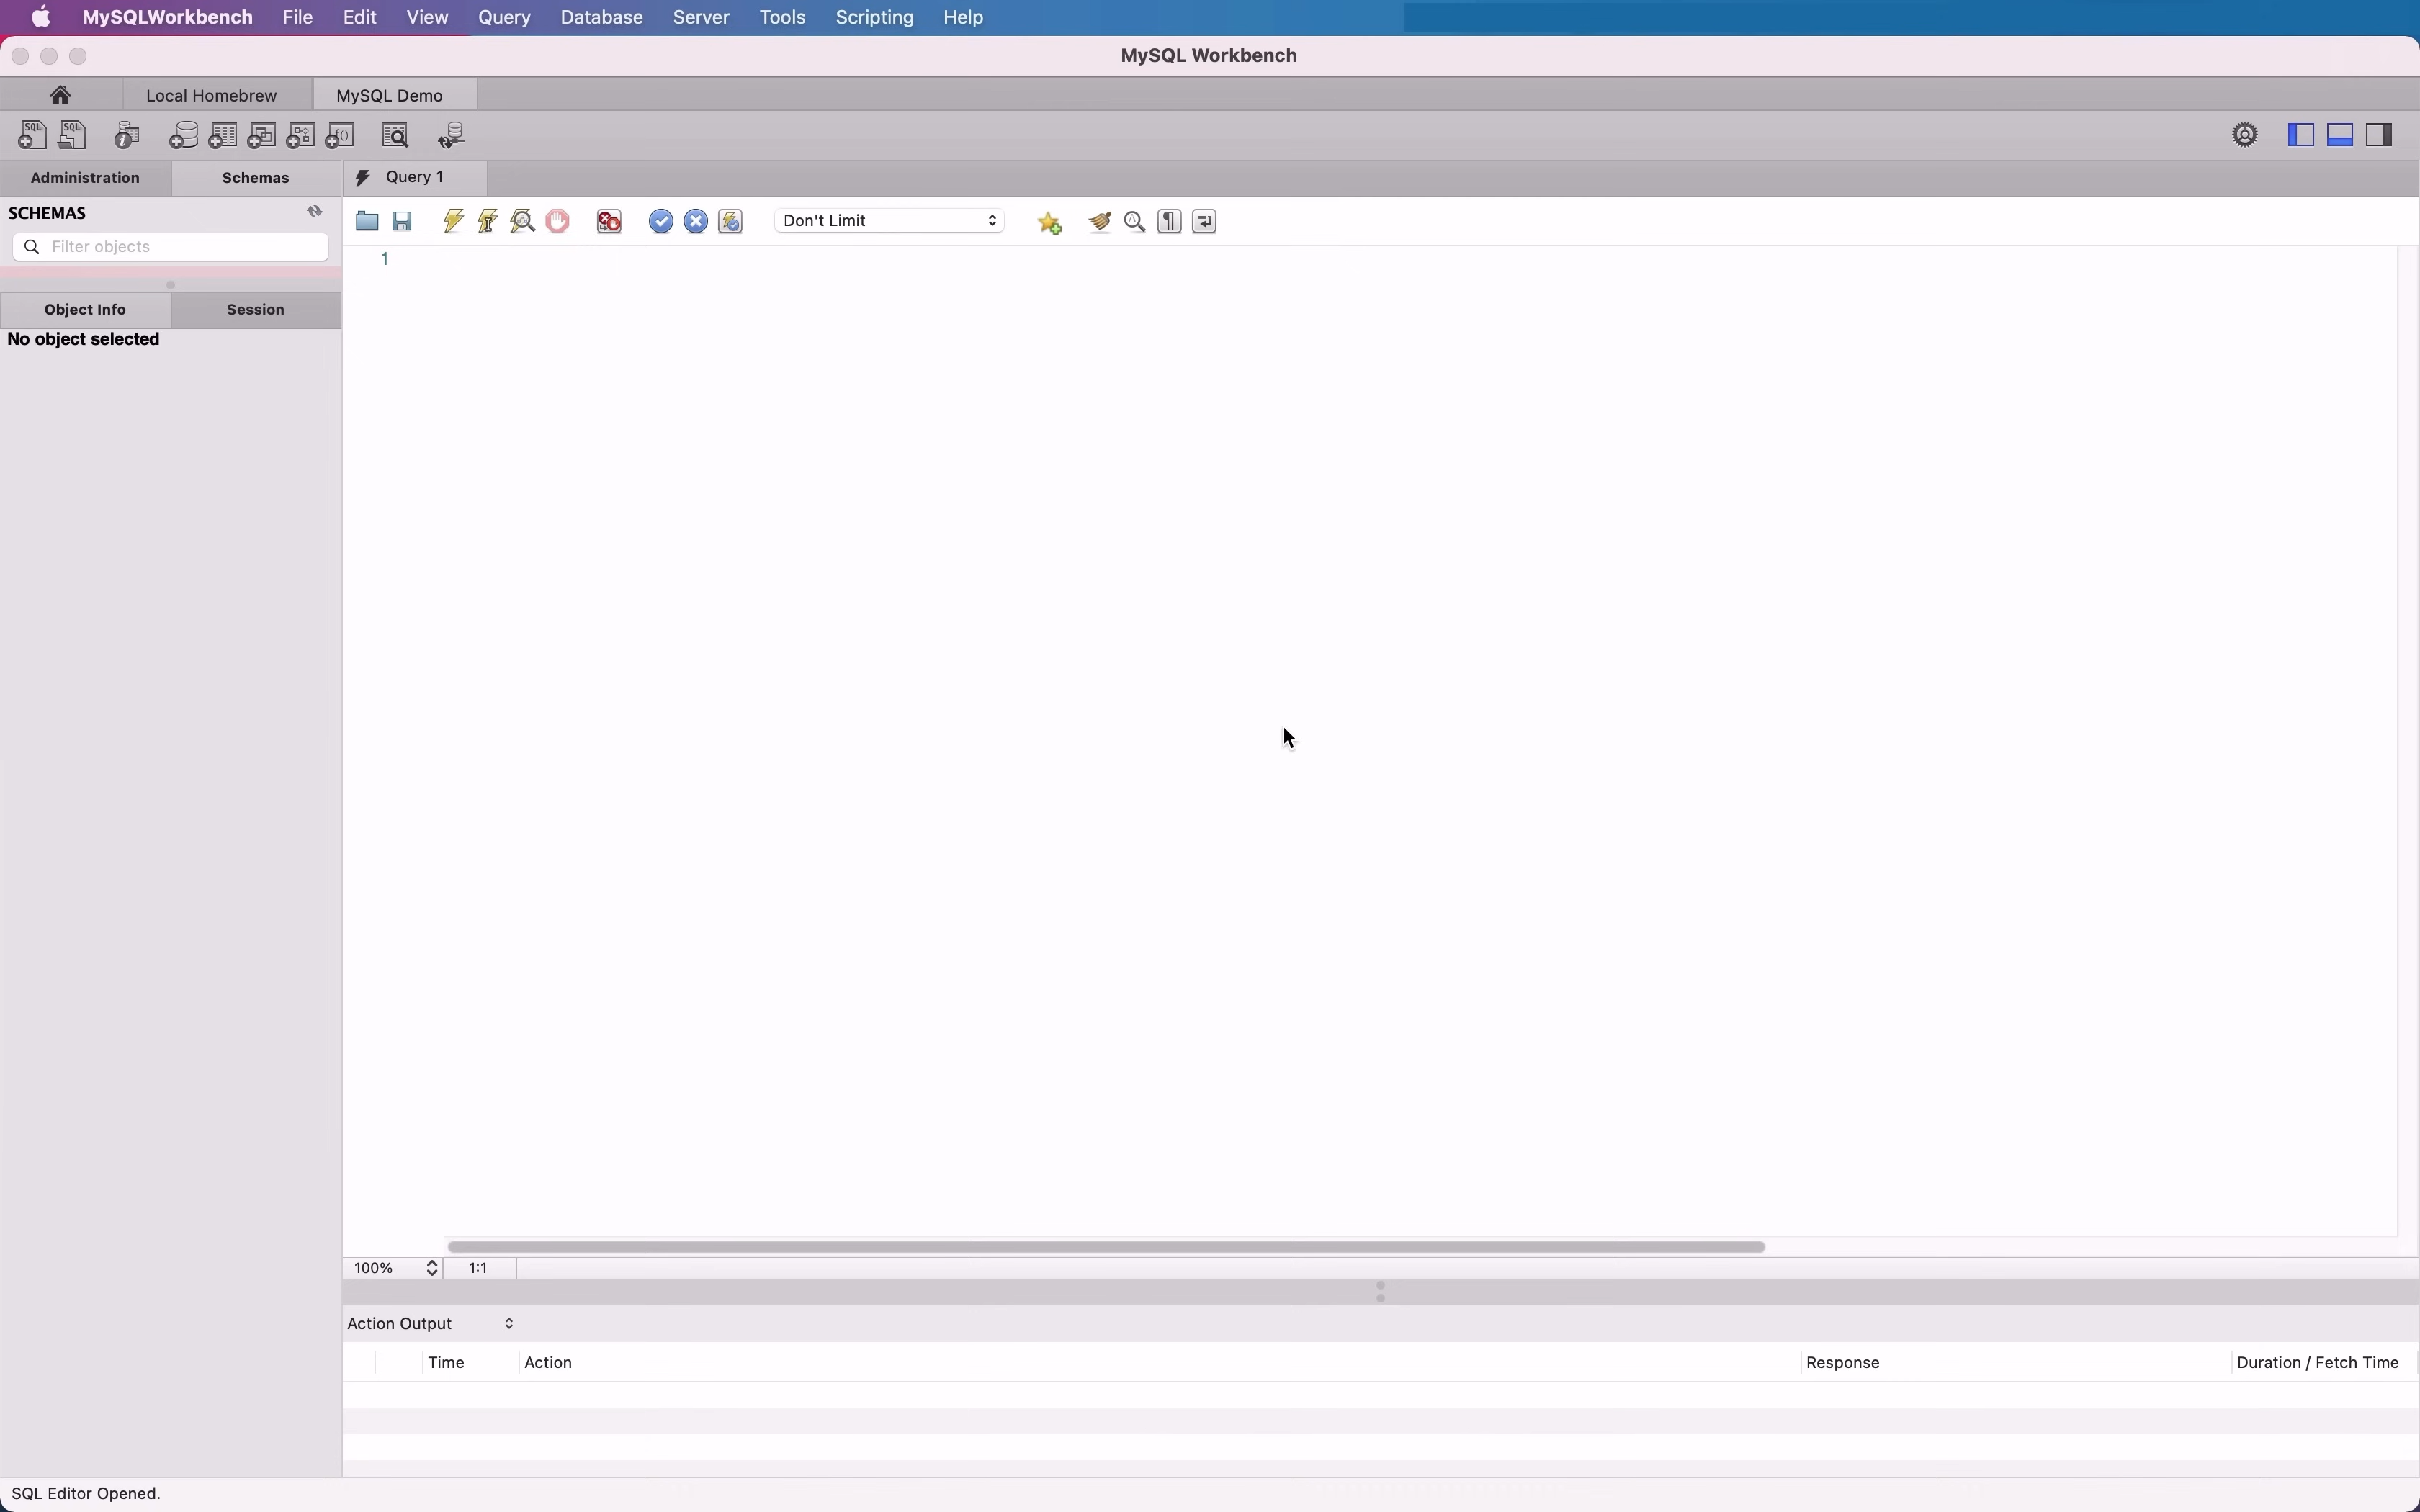 MySQLWorkbench File Edit View Query Database Server Tools Scripting Help
MySQL Workbench
Local Homebrew MySQL Demo
SQL SQL
Administration Schemas Query 1
SCHEMAS
Don't Limit
Filter objects
1
Object Info Session
No object selected
100% 1:1
Action Output
Time Action Response Duration / Fetch Time
SQL Editor Opened.